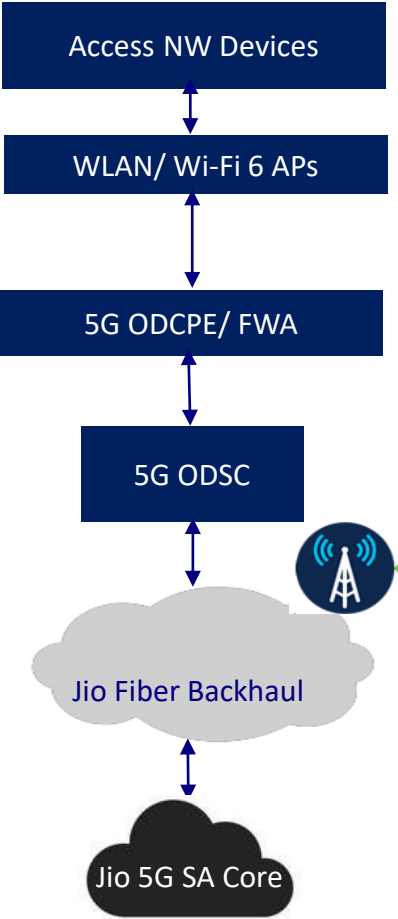 Access NW Devices
WLAN/ Wi-Fi 6 APs
5G ODCPE/ FWA
5G ODSC
Jio Fiber Backhaul
Jio 5G SA Core